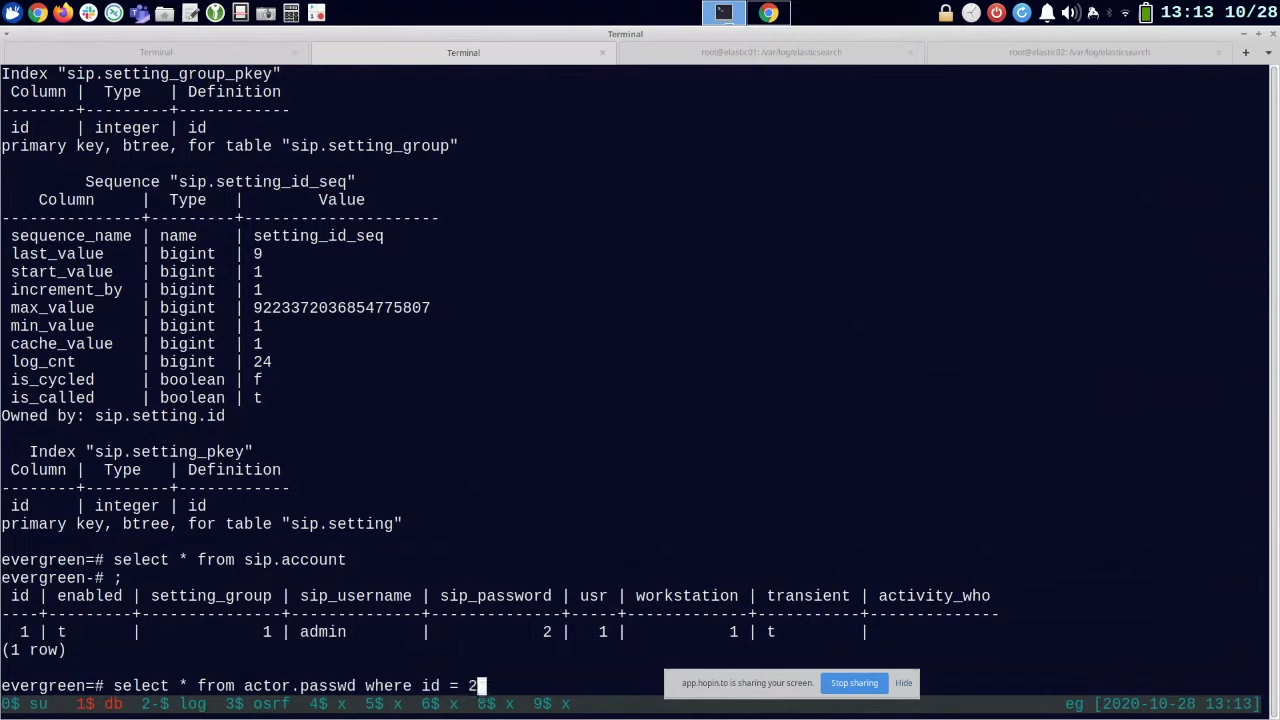 13:13 10/28
Terminal
Terminal
Terminal
root@elastic01: /var/log/elasticsearch
root@elastic02: /var/log/elasticsearch
Index "sip.setting_group_pkey"
 Column |  Type   | Definition
--------+---------+------------
 id     | integer | id
primary key, btree, for table "sip.setting_group"
         Sequence "sip.setting_id_seq"
    Column     |  Type   |        Value
---------------+---------+---------------------
 sequence_name | name    | setting_id_seq
 last_value    | bigint  | 9
 start_value   | bigint  | 1
 increment_by  | bigint  | 1
 max_value     | bigint  | 9223372036854775807
 min_value     | bigint  | 1
 cache_value   | bigint  | 1
 log_cnt       | bigint  | 24
 is_cycled     | boolean | f
 is_called     | boolean | t
Owned by: sip.setting.id
   Index "sip.setting_pkey"
 Column |  Type   | Definition
--------+---------+------------
 id     | integer | id
primary key, btree, for table "sip.setting"
evergreen=# select * from sip.account
evergreen-# ;
 id | enabled | setting_group | sip_username | sip_password | usr | workstation | transient | activity_who
----+---------+---------------+--------------+--------------+-----+-------------+-----------+--------------
  1 | t       |             1 | admin        |            2 |   1 |           1 | t         |
(1 row)
evergreen=# select * from actor.passwd where id = 2
app.hopin.to is sharing your screen.
Stop sharing
Hide
0$ su  1$ db  2-$ log  3$ osrf  4$ x  5$ x  6$ x  8$ x  9$ x
eg [2020-10-28 13:13]